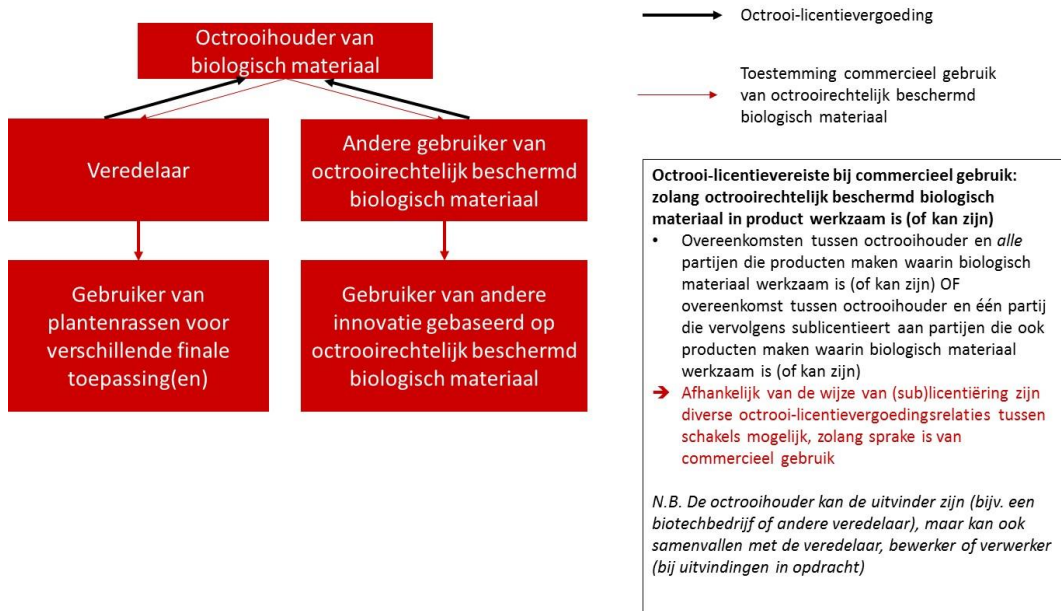 Octrooihouder van
biologisch materiaal
Veredelaar
Andere gebruiker van
octrooirechtelijk beschermd
biologisch materiaal
Gebruiker van
plantenrassen voor
verschillende finale
toepassing(en)
Gebruiker van andere
innovatie gebaseerd op
octrooirechtelijk beschermd
biologisch materiaal
Octrooi-licentievergoeding
Toestemming commercieel gebruik
van octrooirechtelijk beschermd
biologisch materiaal
Octrooi-licentievereiste bij commercieel gebruik:
zolang octrooirechtelijk beschermd biologisch
materiaal in product werkzaam is (of kan zijn)
• Overeenkomsten tussen octrooihouder en alle
partijen die producten maken waarin biologisch
materiaal werkzaam is (of kan zijn) OF
overeenkomst tussen octrooihouder en één partij
die vervolgens sublicentieert aan partijen die ook
producten maken waarin biologisch materiaal
werkzaam is (of kan zijn)
➔ Afhankelijk van de wijze van (sub)licentiëring zijn
diverse octrooi-licentievergoedingsrelaties tussen
schakels mogelijk, zolang sprake is van
commercieel gebruik
N.B. De octrooihouder kan de uitvinder zijn (bijv. een
biotechbedrijf of andere veredelaar), maar kan ook
samenvallen met de veredelaar, bewerker of verwerker
(bij uitvindingen in opdracht)